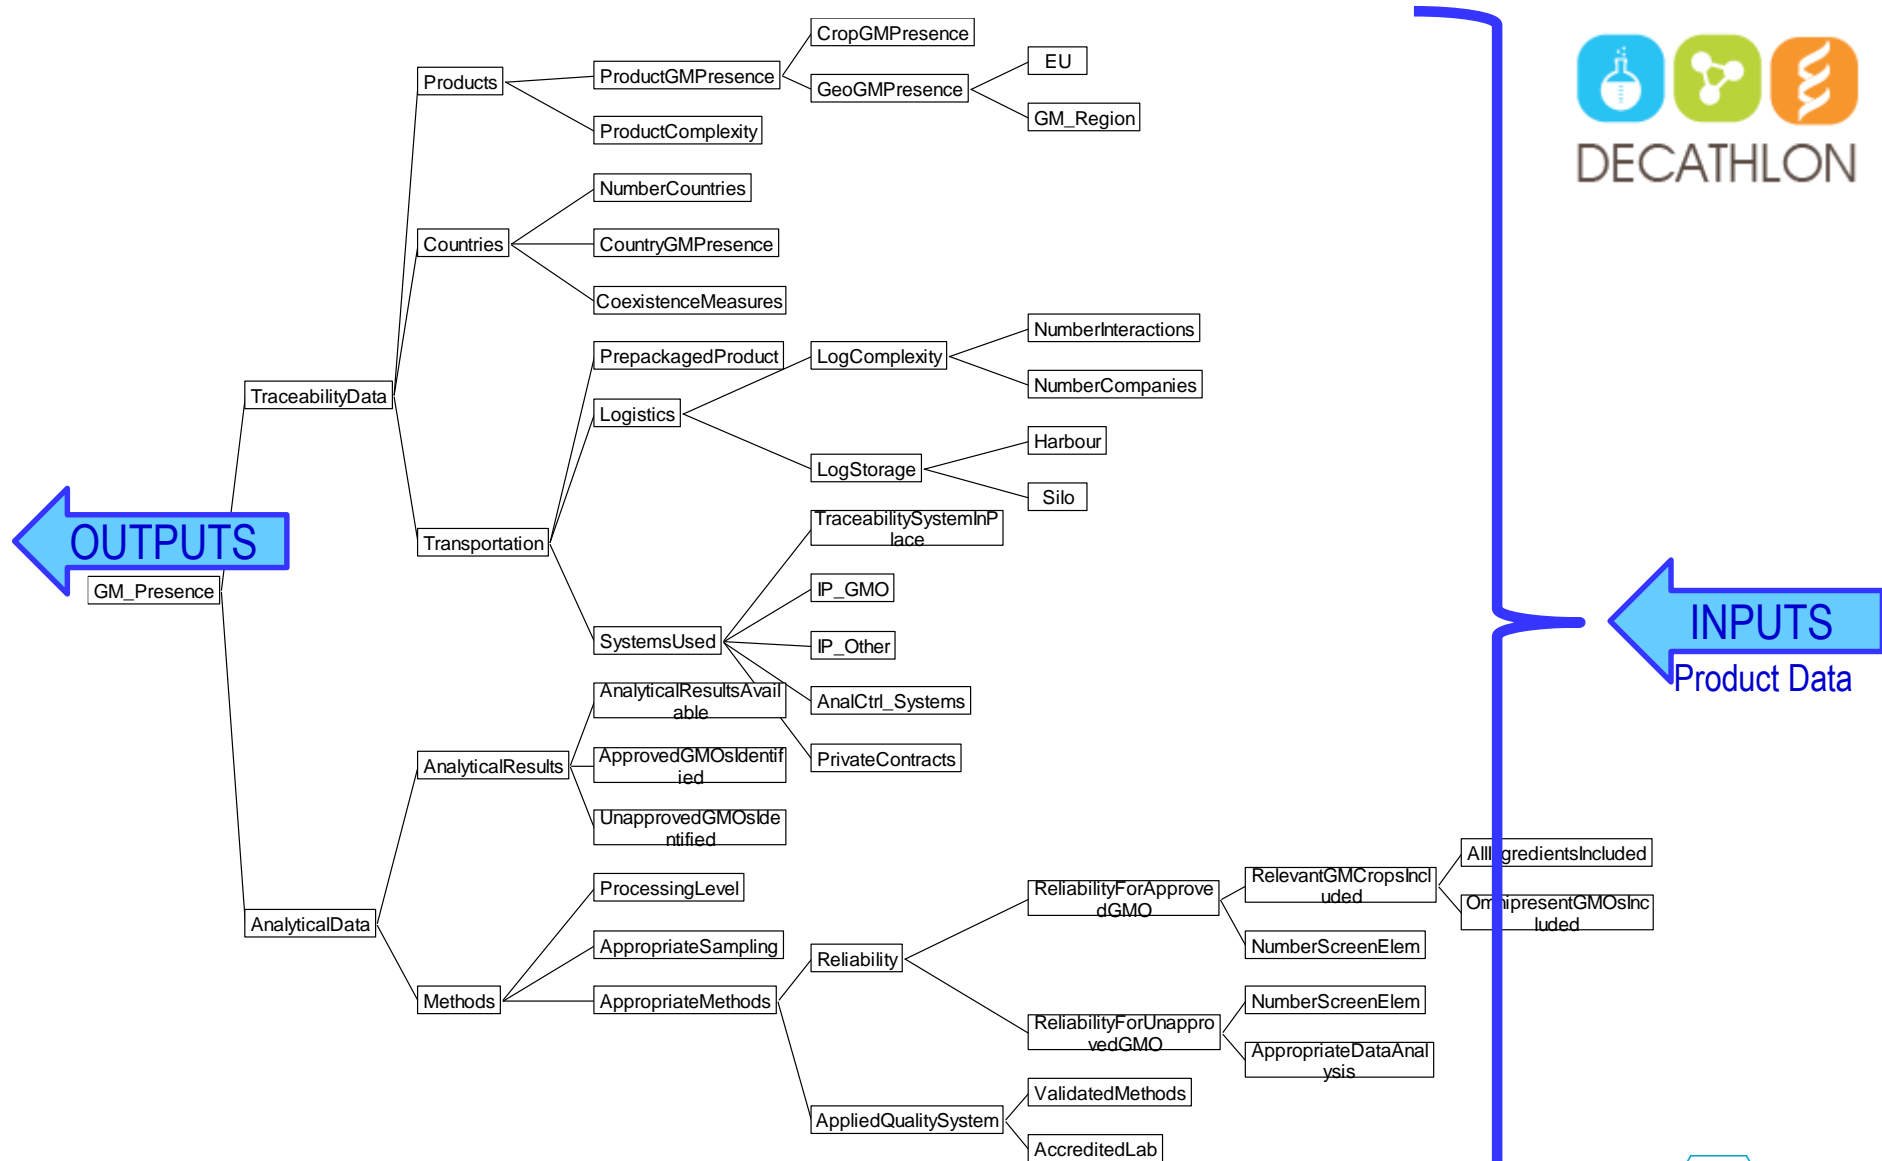 CropGMPresence
EU
Products
ProductGMPresence
GeoGMPresence
GM_Region
ProductComplexity
DECATHLON
NumberCountries
Countries
CountryGMPresence
CoexistenceMeasures
NumberInteractions
PrepackagedProduct
LogComplexity
NumberCompanies
TraceabilityData
Logistics
Harbour
LogStorage
Silo
OUTPUTS
Transportation
TraceabilitySystemInP
lace
GM_Presence
IP_GMO
INPUTS
Product Data
SystemsUsed
IP_Other
AnalyticalResultsAvail
able
AnalCtrl_Systems
AnalyticalResults
ApprovedGMOsIdentif
ied
PrivateContracts
UnapprovedGMOsIde
ntified
ProcessingLevel
ReliabilityForApprove
dGMO
RelevantGMCropsIncl
uded
OmnipresentGMOsInc
luded
AnalyticalData
AppropriateSampling
Reliability
NumberScreenElem
Methods
AppropriateMethods
NumberScreenElem
ReliabilityForUnappro
vedGMO
AppropriateDataAnal
ysis
ValidatedMethods
AppliedQualitySystem
AccreditedLab